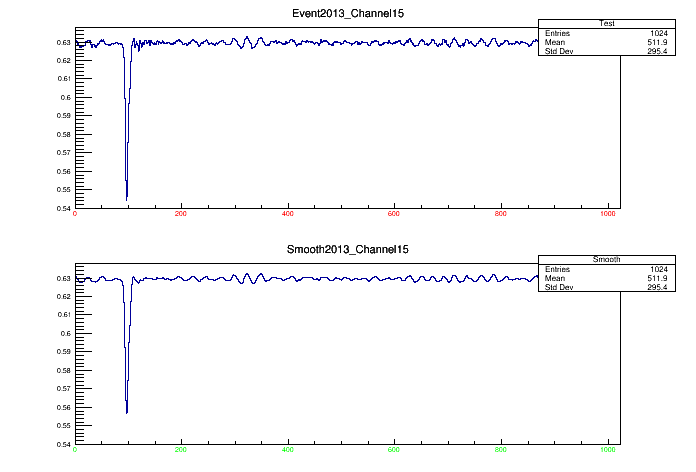 Event2013_Channel15
Test
Entries 1024
Mean 511.9
Std Dev 295.4
0.63
0.62
0.61
0.6
0.59
0.58
0.57
0.56
0.55
0.54
0 200 400 600 800 1000
Smooth2013_Channel15
Smooth
Entries 1024
Mean 511.9
Std Dev 295.4
0.63
0.62
0.61
0.6
0.59
0.58
0.57
0.56
0.55
0.54
0 200 400 600 800 1000